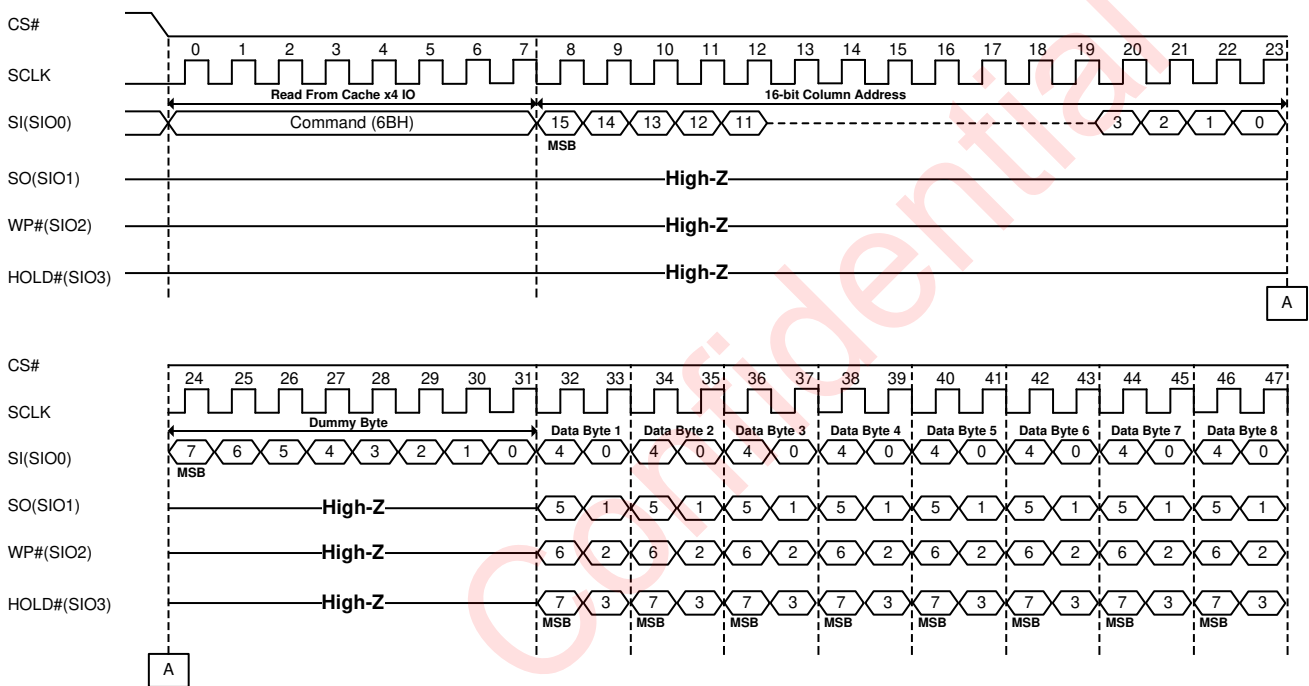 CS#
0 1 2 3 4 5 6 7 8 9 10 11 12 13 14 15 16 17 18 19 20 21 22 23
SCLK
Read From Cache x4 IO 16-bit Column Address
SI(SIO0) Command (6BH) 15 14 13 12 11 3 2 1 0
MSB
SO(SIO1) High-Z
WP#(SIO2) High-Z
HOLD#(SIO3) High-Z
A
CS#
24 25 26 27 28 29 30 31 32 33 34 35 36 37 38 39 40 41 42 43 44 45 46 47
SCLK
Dummy Byte Data Byte 1 Data Byte 2 Data Byte 3 Data Byte 4 Data Byte 5 Data Byte 6 Data Byte 7 Data Byte 8
SI(SIO0) 7 6 5 4 3 2 1 0 4 0 4 0 4 0 4 0 4 0 4 0 4 0 4 0
MSB
SO(SIO1) High-Z 5 1 5 1 5 1 5 1 5 1 5 1 5 1 5 1
WP#(SIO2) High-Z 6 2 6 2 6 2 6 2 6 2 6 2 6 2 6 2
HOLD#(SIO3) High-Z 7 3 7 3 7 3 7 3 7 3 7 3 7 3 7 3
MSB MSB MSB MSB MSB MSB MSB MSB
A
Confidential